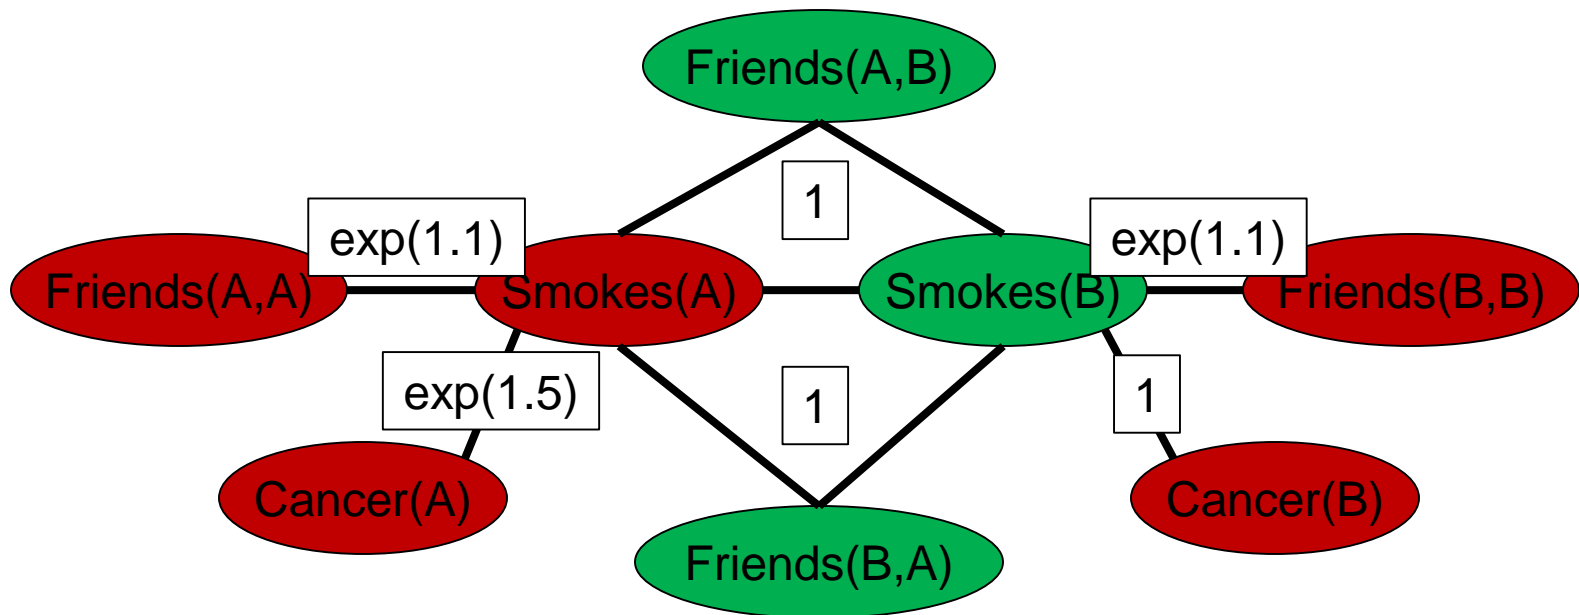 Friends(A,B)
1
exp(1.1)
exp(1.1)
Friends(A,A)
Smokes(A)
Smokes(B)
Friends(B,B)
exp(1.5)
1
1
Cancer(A)
Cancer(B)
Friends(B,A)